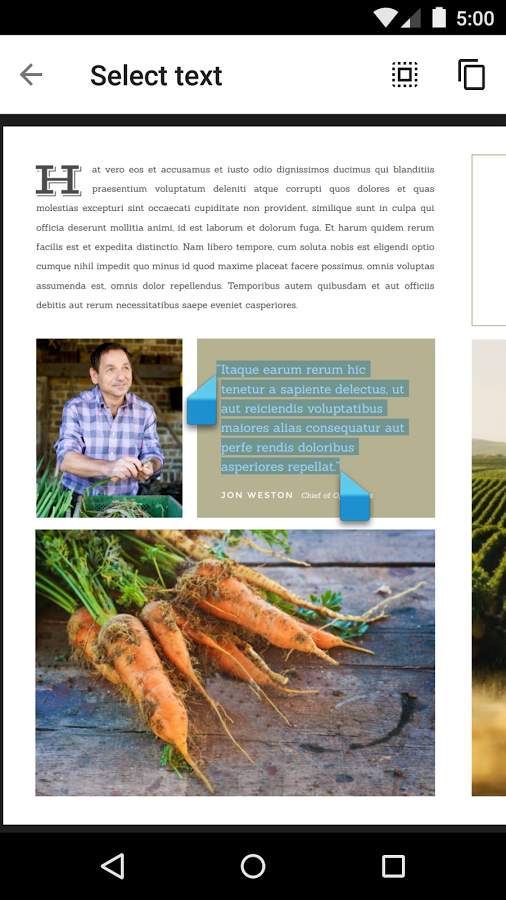 5:00
Select text
H at vero eos et accusamus et iusto odio dignissimos ducimus qui blanditiis
praesentium voluptatum deleniti atque corrupti quos dolores et quas
molestias excepturi sint occaecati cupiditate non provident, similique sunt in culpa qui
officia deserunt mollitia animi, id est laborum et dolorum fuga. Et harum quidem rerum
facilis est et expedita distinctio. Nam libero tempore, cum soluta nobis est eligendi optio
cumque nihil impedit quo minus id quod maxime placeat facere possimus, omnis voluptas
assumenda est, omnis dolor repellendus. Temporibus autem quibusdam et aut officiis
debitis aut rerum necessitatibus saepe eveniet casperiores.
"Itaque earum rerum hic
tenetur a sapiente delectus, ut
aut reiciendis voluptatibus
maiores alias consequatur aut
perfe rendis doloribus
asperiores repellat."
JON WESTON Chief of